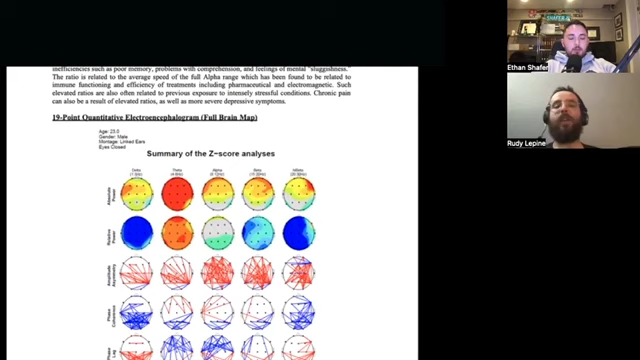 inefficiencies such as poor memory, problems with comprehension, and feelings of mental "sluggishness."
The ratio is related to the average speed of the full Alpha range which has been found to be related to
immune functioning and efficiency of treatments including pharmaceutical and electromagnetic. Such
elevated ratios are also often related to previous exposure to intensely stressful conditions. Chronic pain
can also be a result of elevated ratios, as well as more severe depressive symptoms.
19-Point Quantitative Electroencephalogram (Full Brain Map)
Age: 23.0
Gender: Male
Montage: Linked Ears
Eyes Closed
Summary of the Z-score analyses
Delta Theta Alpha Beta HiBeta
Absolute Power
Relative Power
Amplitude Asymmetry
Phase Coherence
Phase Lag
SHAFER
Ethan Shafer
Rudy Lepine